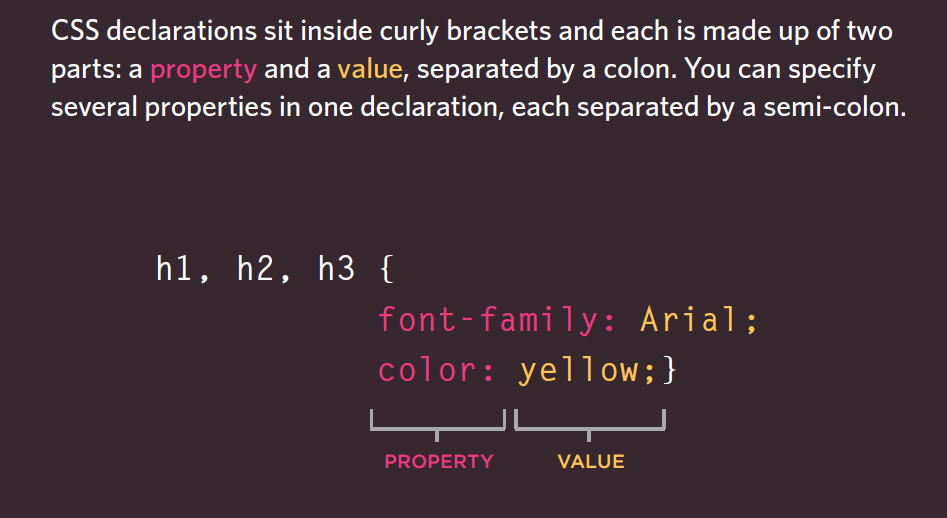 CSS declarations sit inside curly brackets and each is made up of two
parts: a property and a value, separated by a colon. You can specify
several properties in one declaration, each separated by a semi-colon.
h1, h2, h3 {
font-family: Arial;
color: yellow;}
PROPERTY VALUE